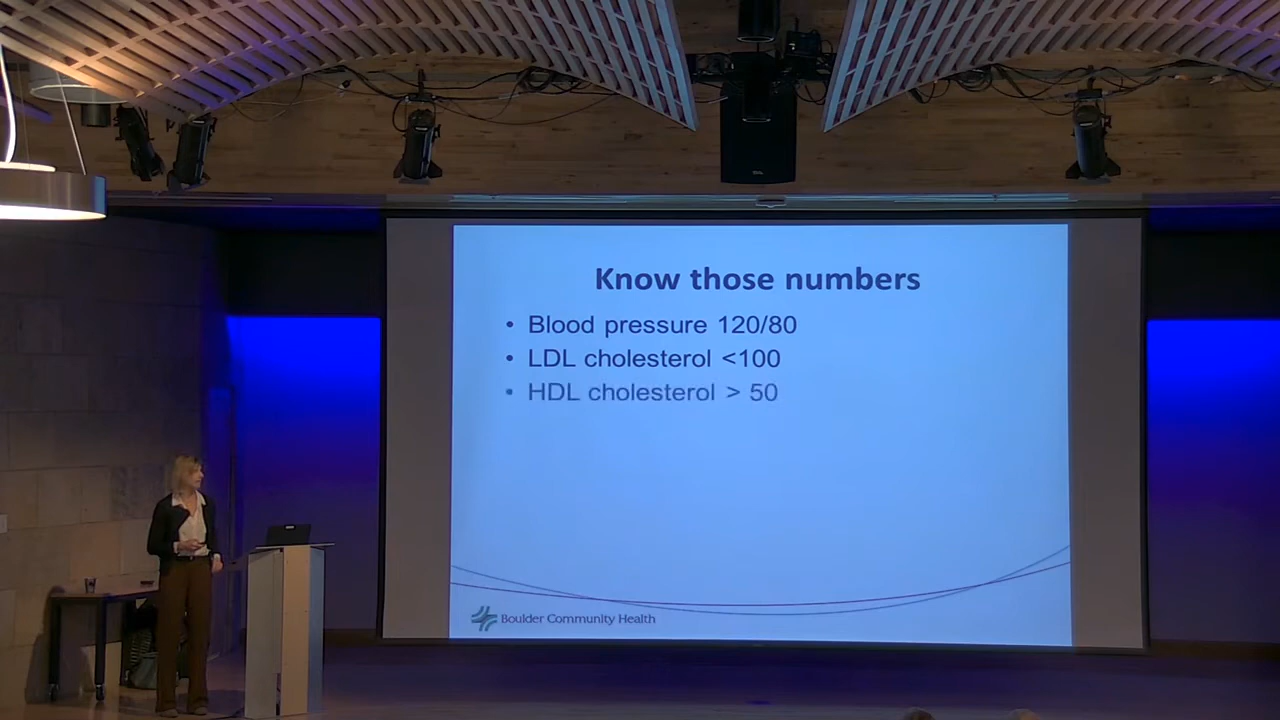 Know those numbers
• Blood pressure 120/80
• LDL cholesterol <100
• HDL cholesterol > 50
Boulder Community Health